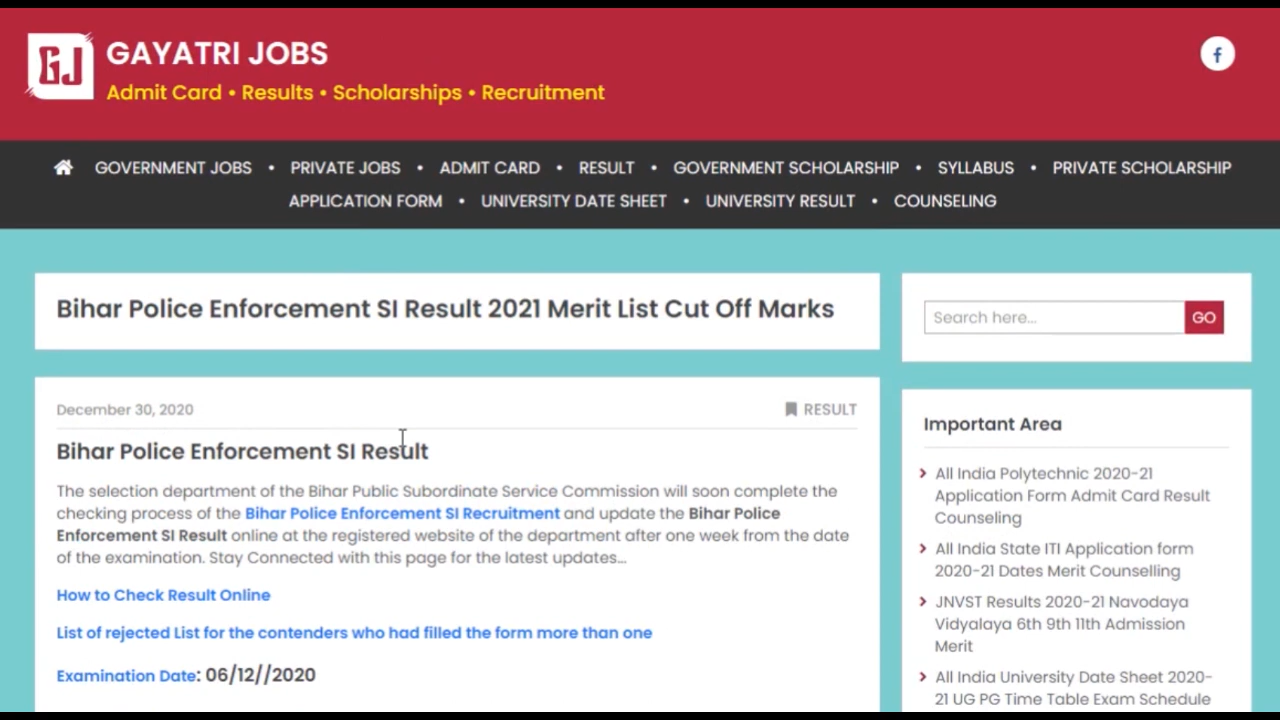 GJ
GAYATRI JOBS
Admit Card • Results • Scholarships • Recruitment
f
GOVERNMENT JOBS • PRIVATE JOBS • ADMIT CARD • RESULT • GOVERNMENT SCHOLARSHIP • SYLLABUS • PRIVATE SCHOLARSHIP
APPLICATION FORM • UNIVERSITY DATE SHEET • UNIVERSITY RESULT • COUNSELING
Bihar Police Enforcement SI Result 2021 Merit List Cut Off Marks
December 30, 2020
RESULT
Bihar Police Enforcement SI Result
The selection department of the Bihar Public Subordinate Service Commission will soon complete the
checking process of the Bihar Police Enforcement SI Recruitment and update the Bihar Police
Enforcement SI Result online at the registered website of the department after one week from the date
of the examination. Stay Connected with this page for the latest updates...
How to Check Result Online
List of rejected List for the contenders who had filled the form more than one
Examination Date: 06/12//2020
Search here...
GO
Important Area
All India Polytechnic 2020-21
Application Form Admit Card Result
Counseling
All India State ITI Application form
2020-21 Dates Merit Counselling
JNVST Results 2020-21 Navodaya
Vidyalaya 6th 9th 11th Admission
Merit
All India University Date Sheet 2020-
21 UG PG Time Table Exam Schedule